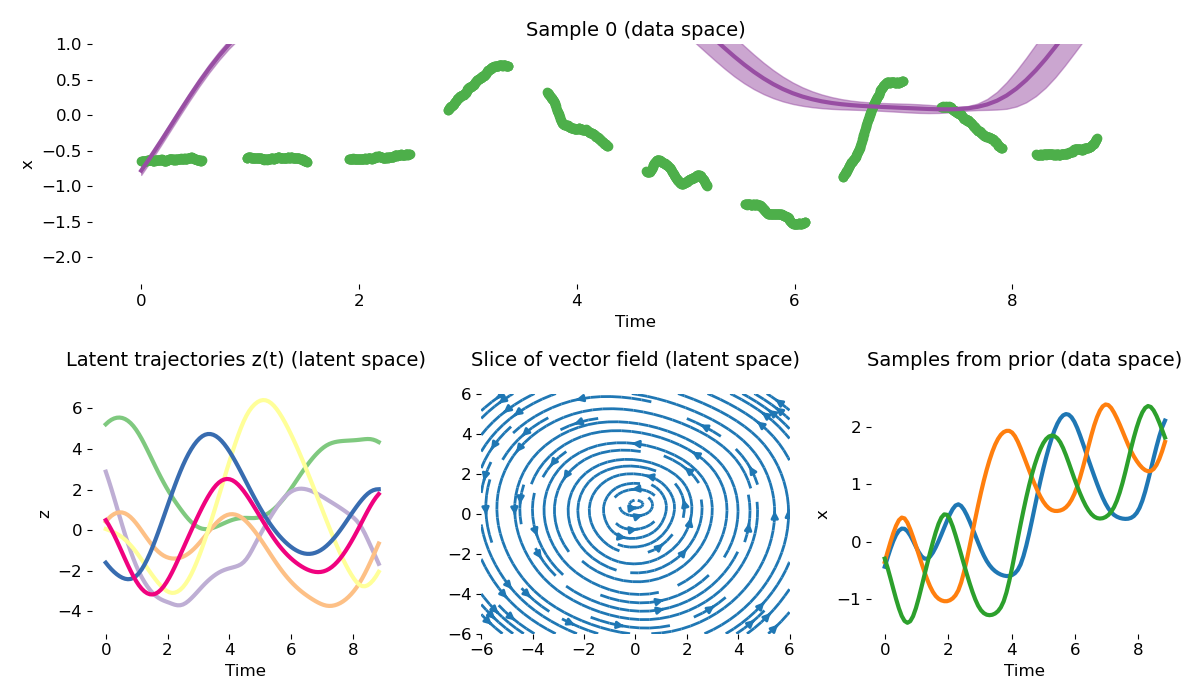 Sample 0 (data space)
1.0
0.5
0.0
−0.5
−1.0
−1.5
−2.0
x
0 2 4 6 8
Time
Latent trajectories z(t) (latent space)
6
4
2
0
−2
−4
z
0 2 4 6 8
Time
Slice of vector field (latent space)
6
4
2
0
−2
−4
−6
−6 −4 −2 0 2 4 6
Samples from prior (data space)
2
1
0
−1
x
0 2 4 6 8
Time